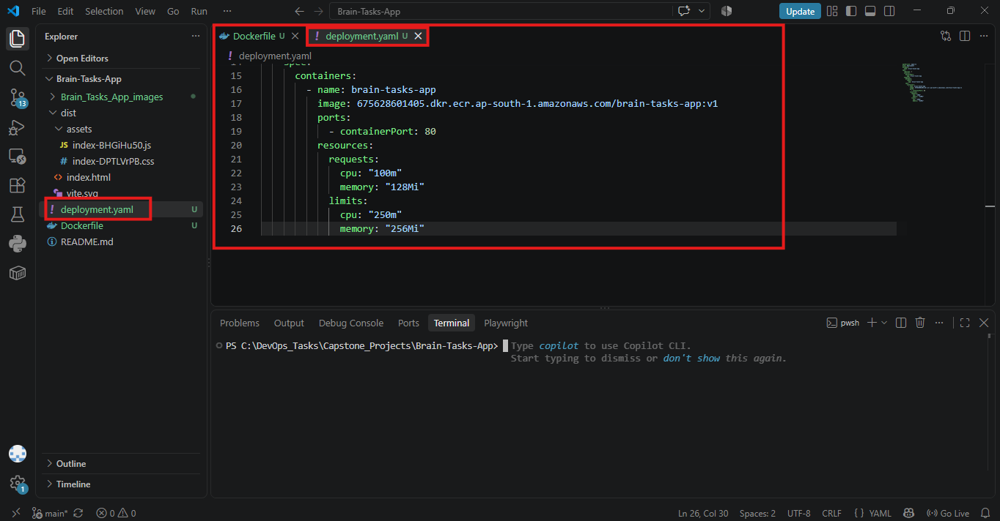 File Edit Selection View Go Run ··· Brain-Tasks-App Update
Explorer ···
Open Editors
Brain-Tasks-App
Brain_Tasks_App_images
dist
assets
JS index-BHGiHu50.js
# index-DPTLVrPB.css
<> index.html
vite.svg
! deployment.yaml U
Dockerfile U
README.md
Outline
Timeline
13
1
Dockerfile U
! deployment.yaml U
! deployment.yaml
14 spec:
15 containers:
16 - name: brain-tasks-app
17 image: 675628601405.dkr.ecr.ap-south-1.amazonaws.com/brain-tasks-app:v1
18 ports:
19 - containerPort: 80
20 resources:
21 requests:
22 cpu: "100m"
23 memory: "128Mi"
24 limits:
25 cpu: "250m"
26 memory: "256Mi"
Problems Output Debug Console Ports Terminal Playwright pwsh
PS C:\DevOps_Tasks\Capstone_Projects\Brain-Tasks-App> Type copilot to use Copilot CLI.
Start typing to dismiss or don't show this again.
main* 0 0 Ln 26, Col 30 Spaces: 2 UTF-8 CRLF { } YAML Go Live